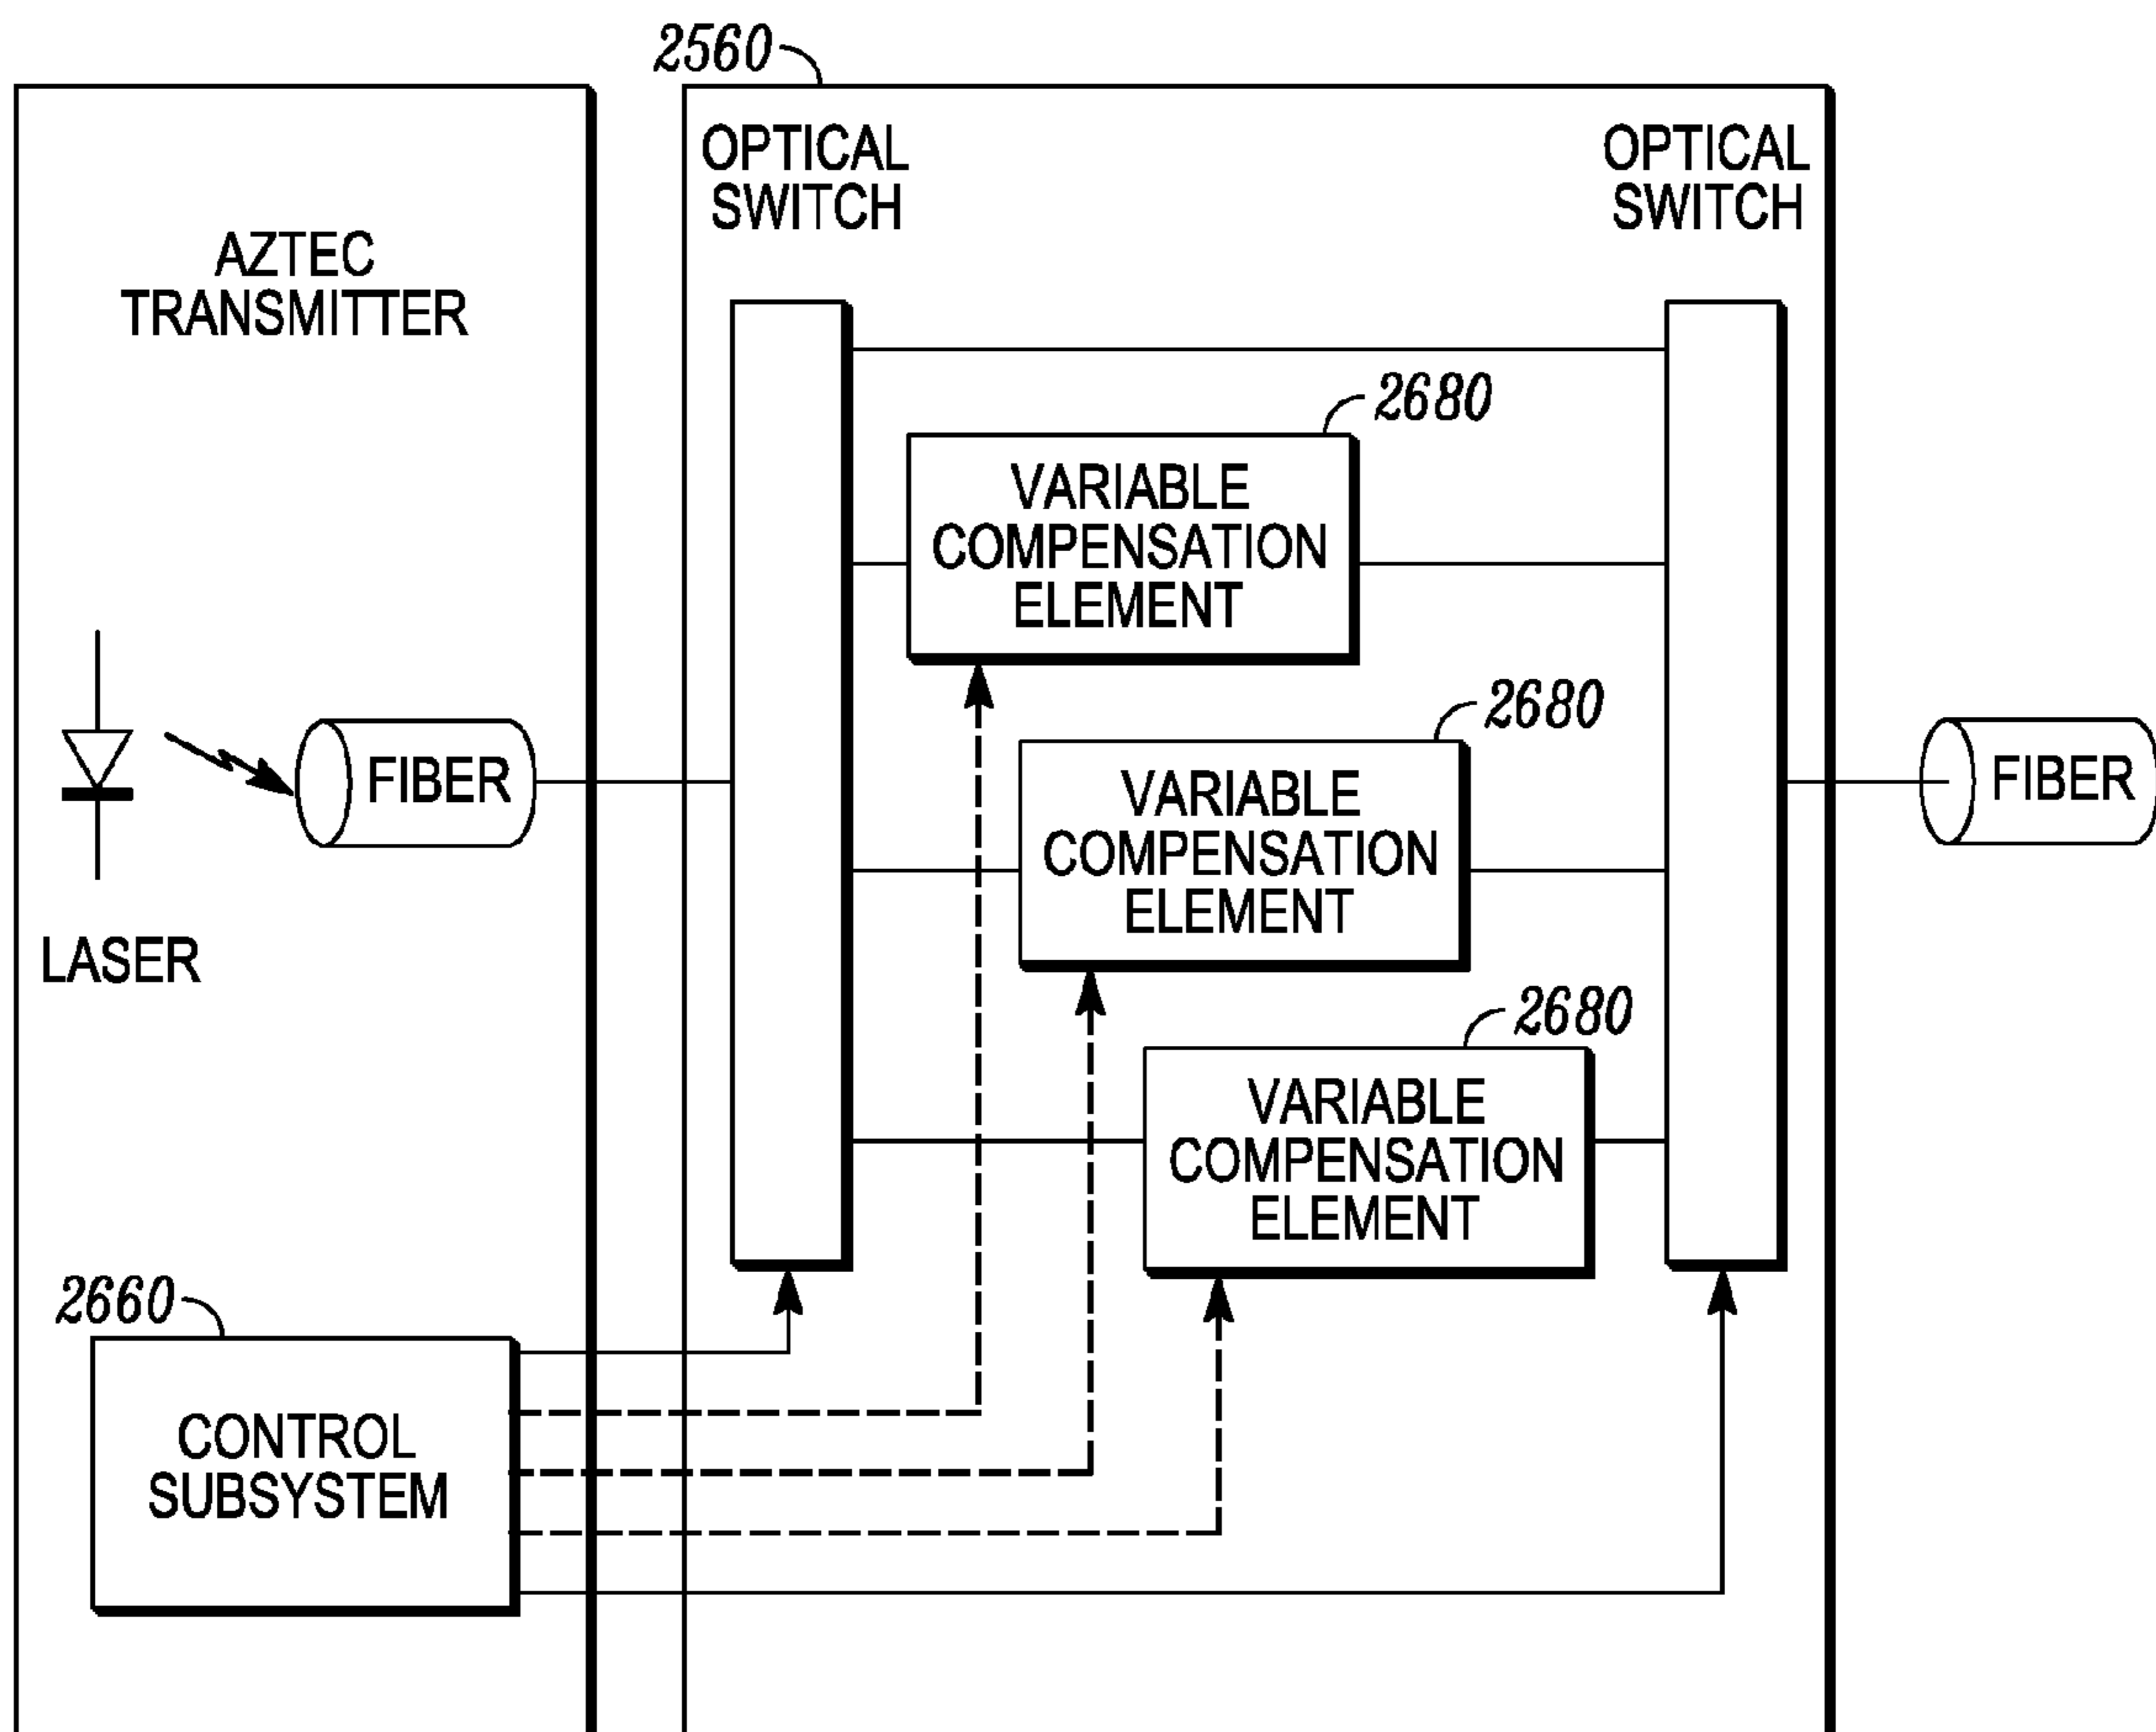 2560
OPTICAL
SWITCH
OPTICAL
SWITCH
AZTEC
TRANSMITTER
2680
VARIABLE
COMPENSATION
ELEMENT
2680
VARIABLE
COMPENSATION
ELEMENT
FIBER
FIBER
LASER
2680
VARIABLE
COMPENSATION
ELEMENT
2660
CONTROL
SUBSYSTEM